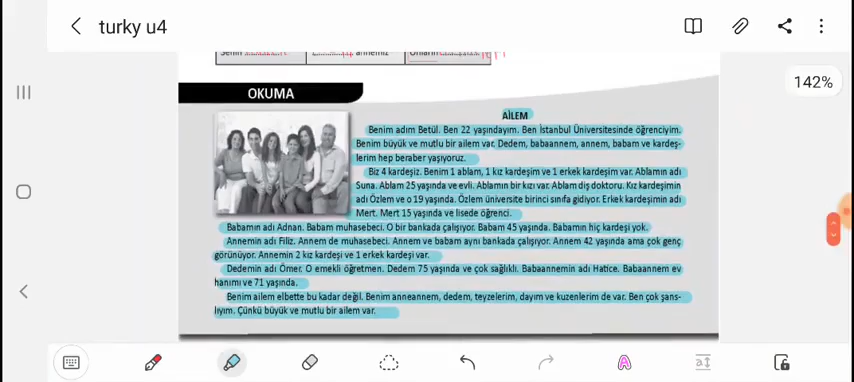 turky u4
142%
Senin
annemiz
Onların
OKUMA
AİLEM
Benim adım Betül. Ben 22 yaşındayım. Ben İstanbul Üniversitesinde öğrenciyim.
Benim büyük ve mutlu bir ailem var. Dedem, babaannem, annem, babam ve kardeş-
lerim hep beraber yaşıyoruz.
Biz 4 kardeşiz. Benim 1 ablam, 1 kız kardeşim ve 1 erkek kardeşim var. Ablamın adı
Suna. Ablam 25 yaşında ve evli. Ablamın bir kızı var. Ablam diş doktoru. Kız kardeşimin
adı Özlem ve o 19 yaşında. Özlem üniversite birinci sınıfa gidiyor. Erkek kardeşimin adı
Mert. Mert 15 yaşında ve lisede öğrenci.
Babamın adı Adnan. Babam muhasebeci. O bir bankada çalışıyor. Babam 45 yaşında. Babamın hiç kardeşi yok.
Annemin adı Filiz. Annem de muhasebeci. Annem ve babam aynı bankada çalışıyor. Annem 42 yaşında ama çok genç
görünüyor. Annemin 2 kız kardeşi ve 1 erkek kardeşi var.
Dedemin adı Ömer. O emekli öğretmen. Dedem 75 yaşında ve çok sağlıklı. Babaannemin adı Hatice. Babaannem ev
hanımı ve 71 yaşında.
Benim ailem elbette bu kadar değil. Benim anneannem, dedem, teyzelerim, dayım ve kuzenlerim de var. Ben çok şans-
lıyım. Çünkü büyük ve mutlu bir ailem var.